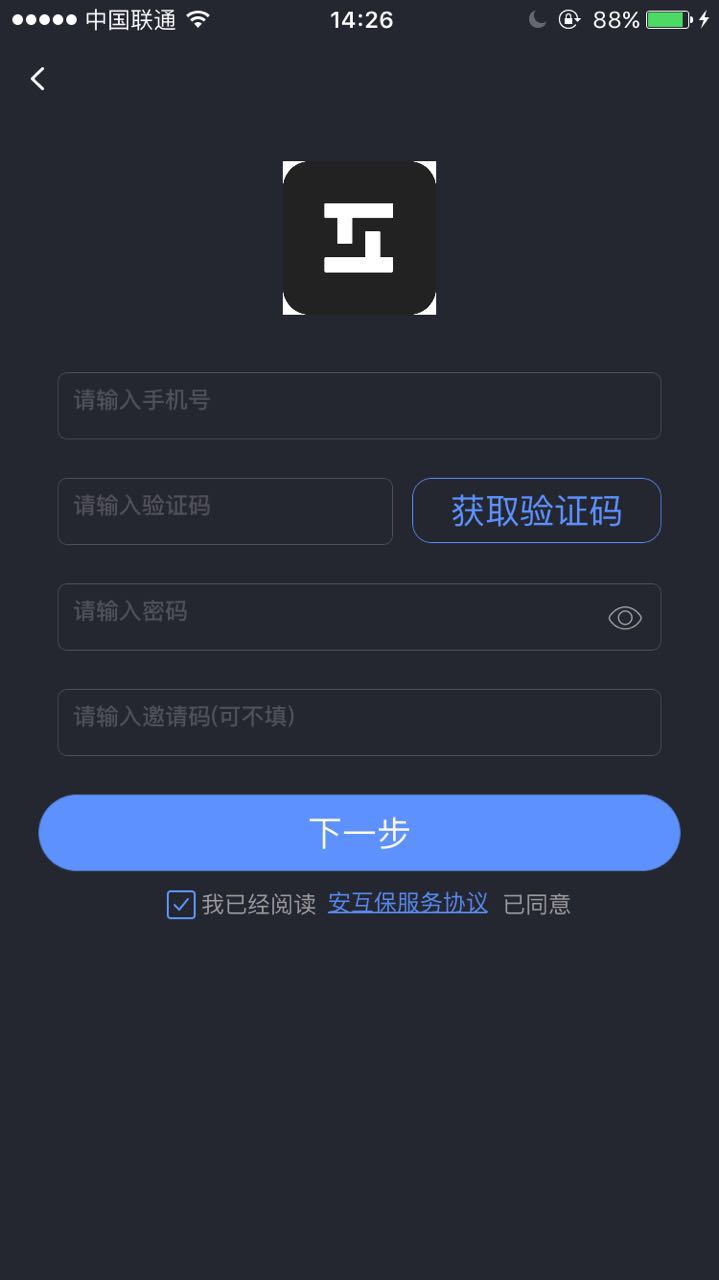 中国联通 14:26 88%
请输入手机号
请输入验证码 获取验证码
请输入密码
请输入邀请码(可不填)
下一步
我已经阅读 安互保服务协议 已同意